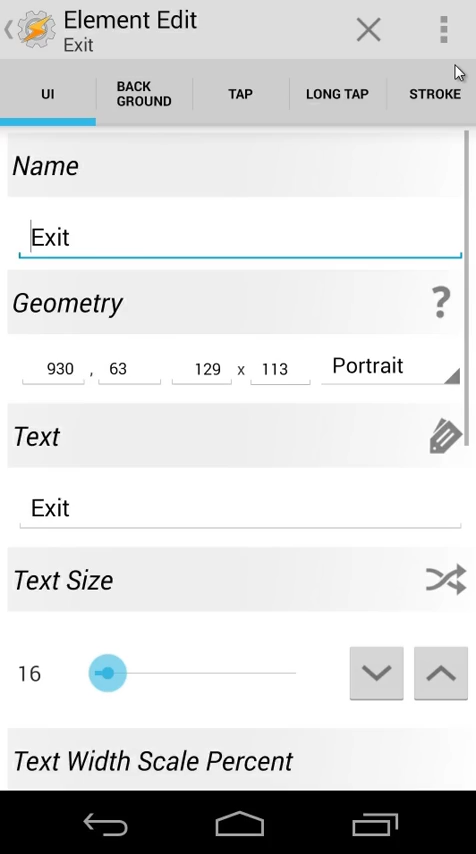 Element Edit
Exit
UI
BACK
GROUND
TAP
LONG TAP
STROKE
Name
Exit
Geometry
?
930 , 63 129 x 113 Portrait
Text
Exit
Text Size
16
Text Width Scale Percent